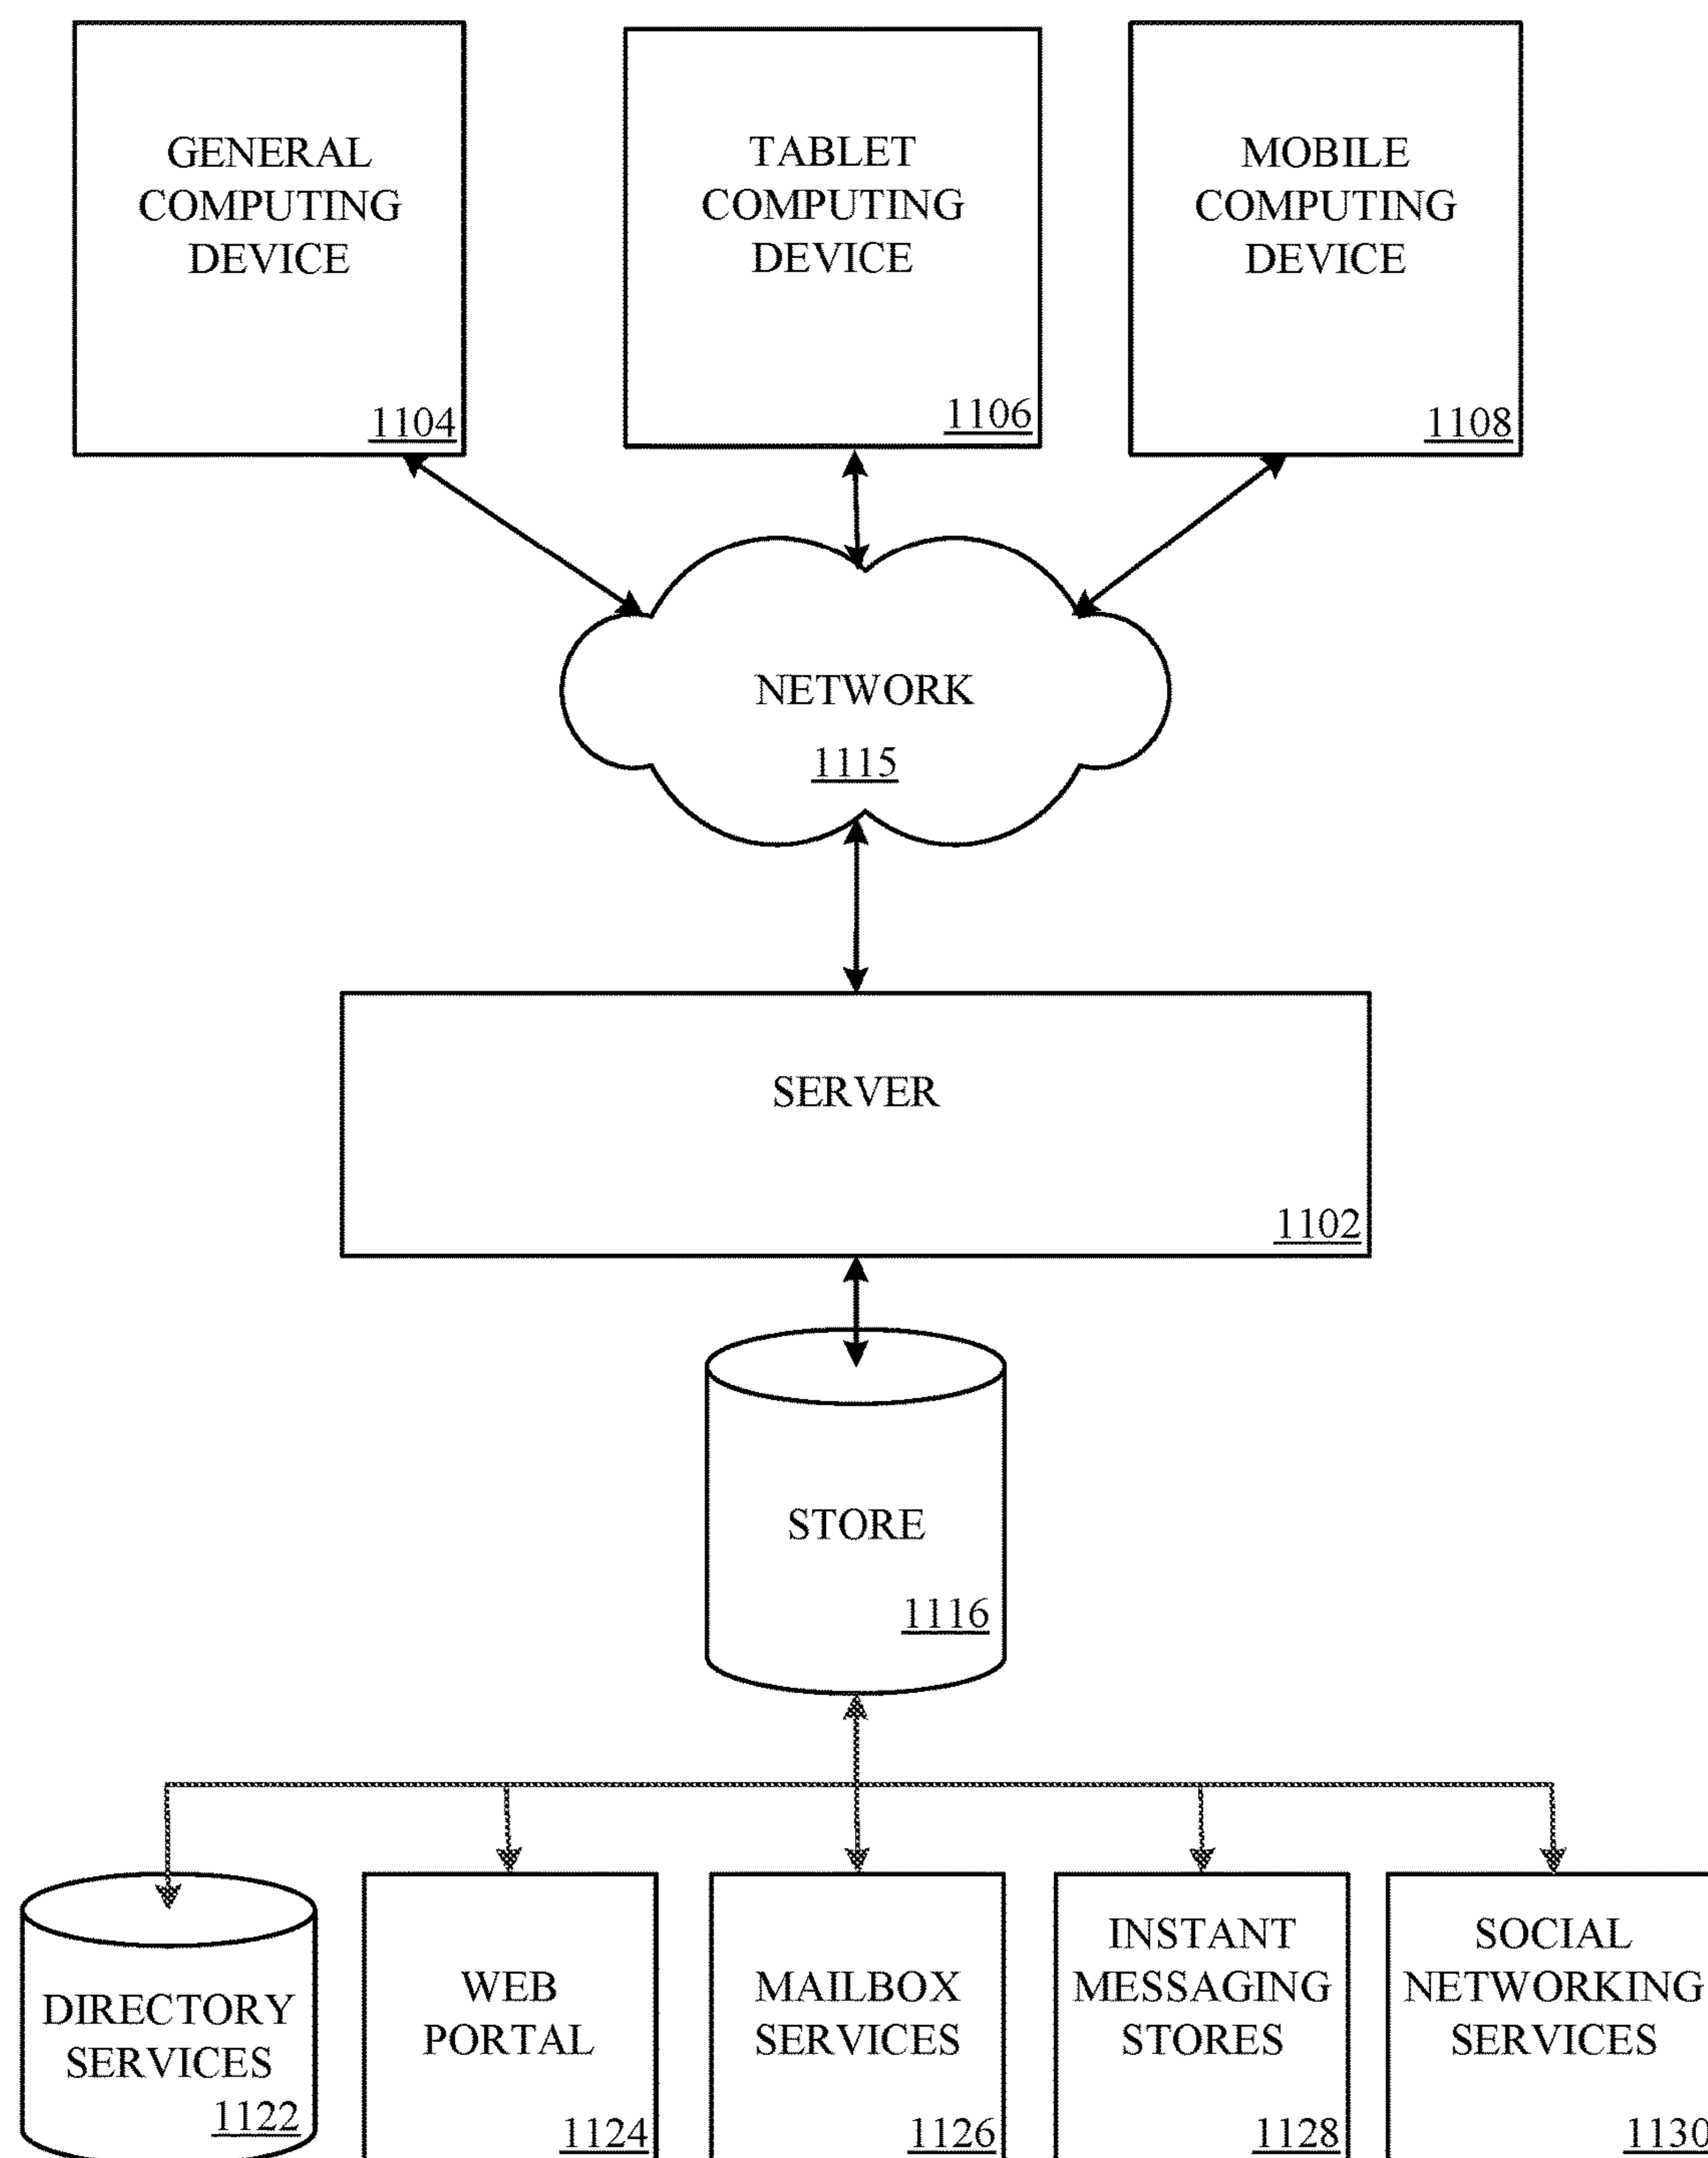 GENERAL
COMPUTING
DEVICE
1104
TABLET
COMPUTING
DEVICE
1106
MOBILE
COMPUTING
DEVICE
1108
NETWORK
1115
SERVER
1102
STORE
1116
DIRECTORY
SERVICES
1122
WEB
PORTAL
1124
MAILBOX
SERVICES
1126
INSTANT
MESSAGING
STORES
1128
SOCIAL
NETWORKING
SERVICES
1130